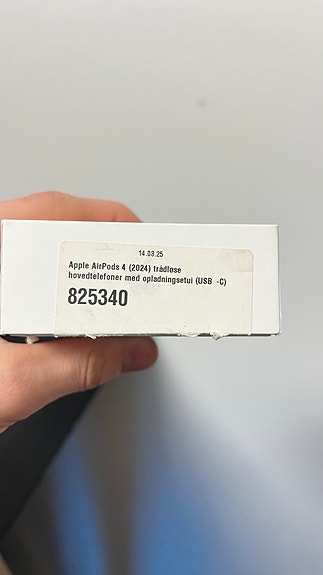 14.03.25
Apple AirPods 4 (2024) trådløse
hovedtelefoner med opladningsetui (USB -C)
825340